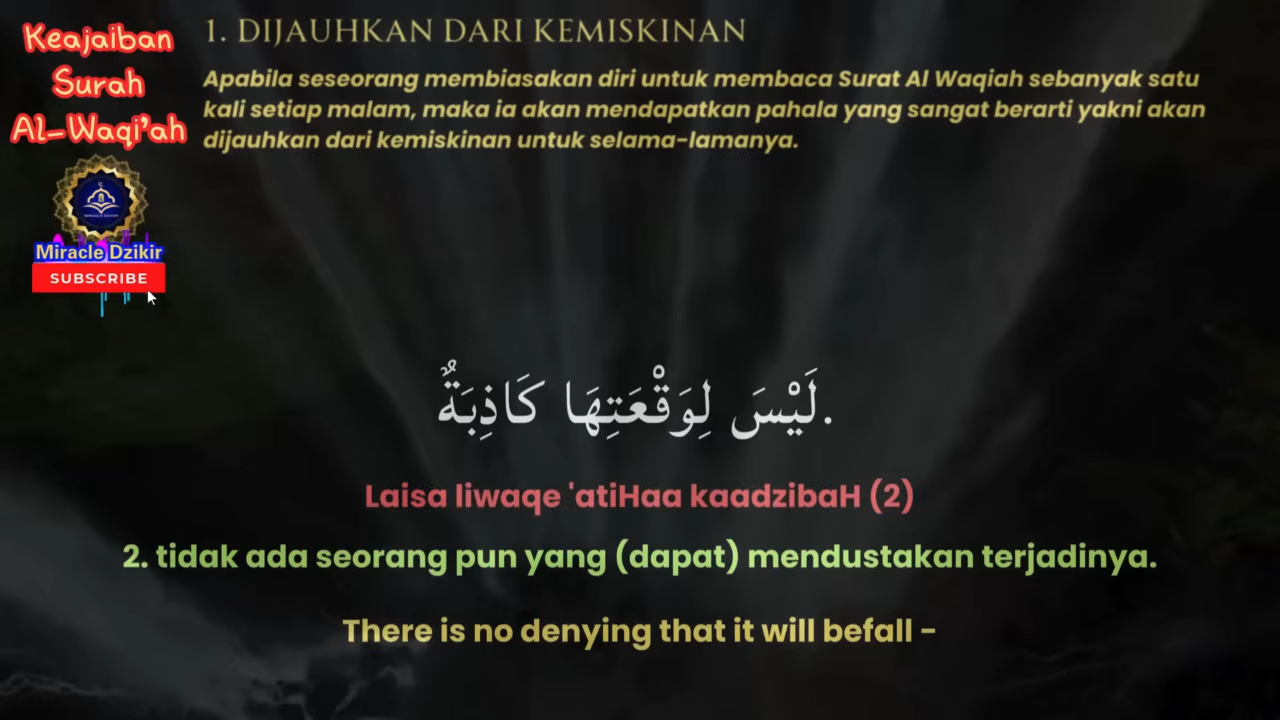 Keajaiban
Surah
Al-Waqi'ah
1. DIJAUHKAN DARI KEMISKINAN
Apabila seseorang membiasakan diri untuk membaca Surat Al Waqiah sebanyak satu
kali setiap malam, maka ia akan mendapatkan pahala yang sangat berarti yakni akan
dijauhkan dari kemiskinan untuk selama-lamanya.
Miracle Dzikir
SUBSCRIBE
لَيْسَ لِوَقْعَتِهَا كَاذِبَةٌ.
Laisa liwaqe 'atiHaa kaadzibaH (2)
2. tidak ada seorang pun yang (dapat) mendustakan terjadinya.
There is no denying that it will befall -